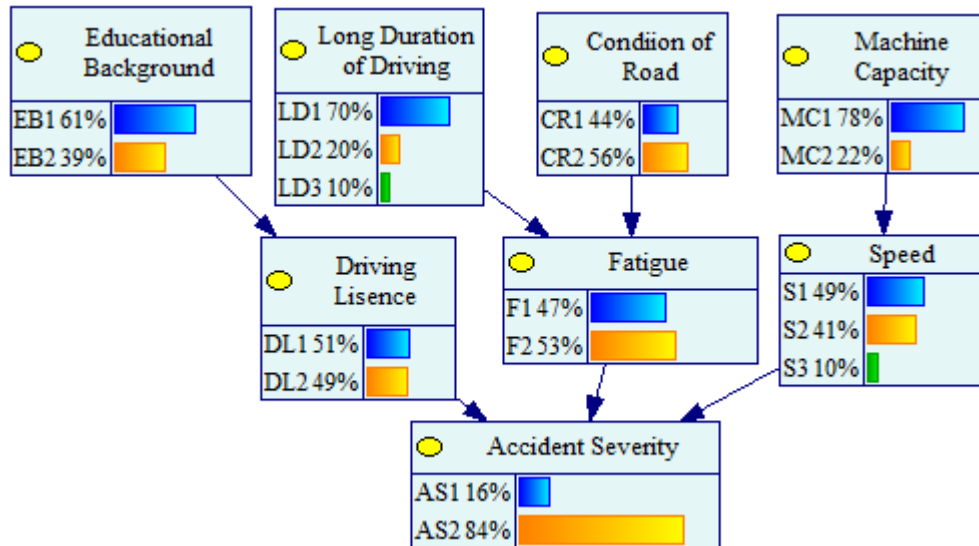 Educational
Background
EB1 61%
EB2 39%
Long Duration
of Driving
LD1 70%
LD2 20%
LD3 10%
Condiion of
Road
CR1 44%
CR2 56%
Machine
Capacity
MC1 78%
MC2 22%
Driving
Lisence
DL1 51%
DL2 49%
Fatigue
F1 47%
F2 53%
Speed
S1 49%
S2 41%
S3 10%
Accident Severity
AS1 16%
AS2 84%